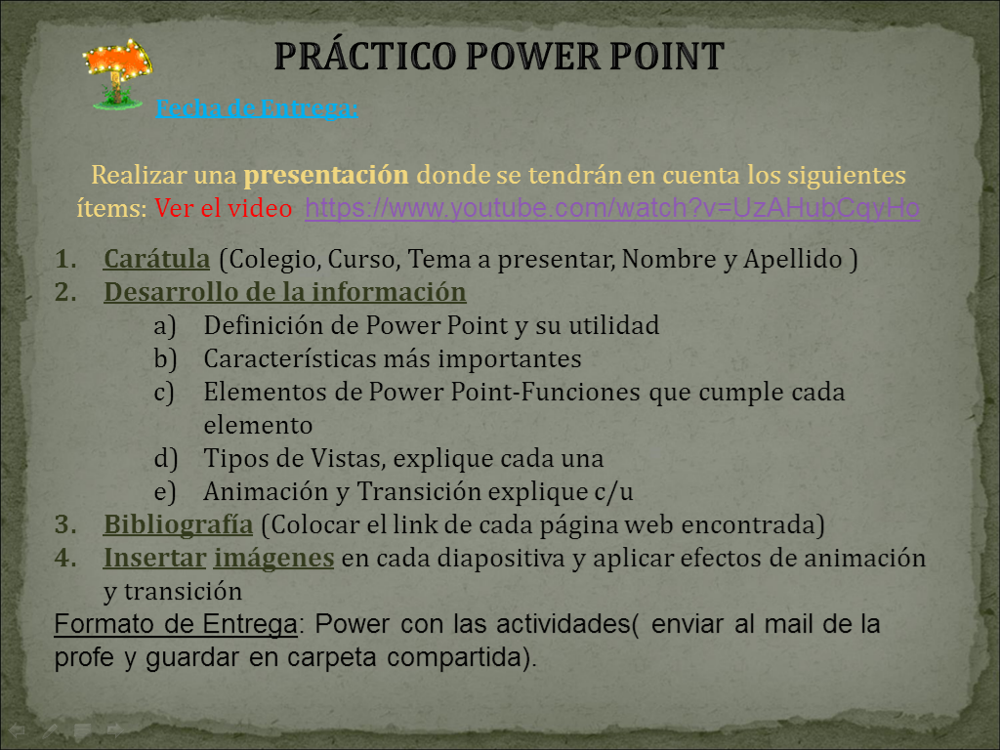 PRÁCTICO POWER POINT
Fecha de Entrega:
Realizar una presentación donde se tendrán en cuenta los siguientes
ítems: Ver el video https://www.youtube.com/watch?v=UzAHubCqyHo
1. Carátula (Colegio, Curso, Tema a presentar, Nombre y Apellido )
2. Desarrollo de la información
a) Definición de Power Point y su utilidad
b) Características más importantes
c) Elementos de Power Point-Funciones que cumple cada
elemento
d) Tipos de Vistas, explique cada una
e) Animación y Transición explique c/u
3. Bibliografía (Colocar el link de cada página web encontrada)
4. Insertar imágenes en cada diapositiva y aplicar efectos de animación
y transición
Formato de Entrega: Power con las actividades( enviar al mail de la
profe y guardar en carpeta compartida).